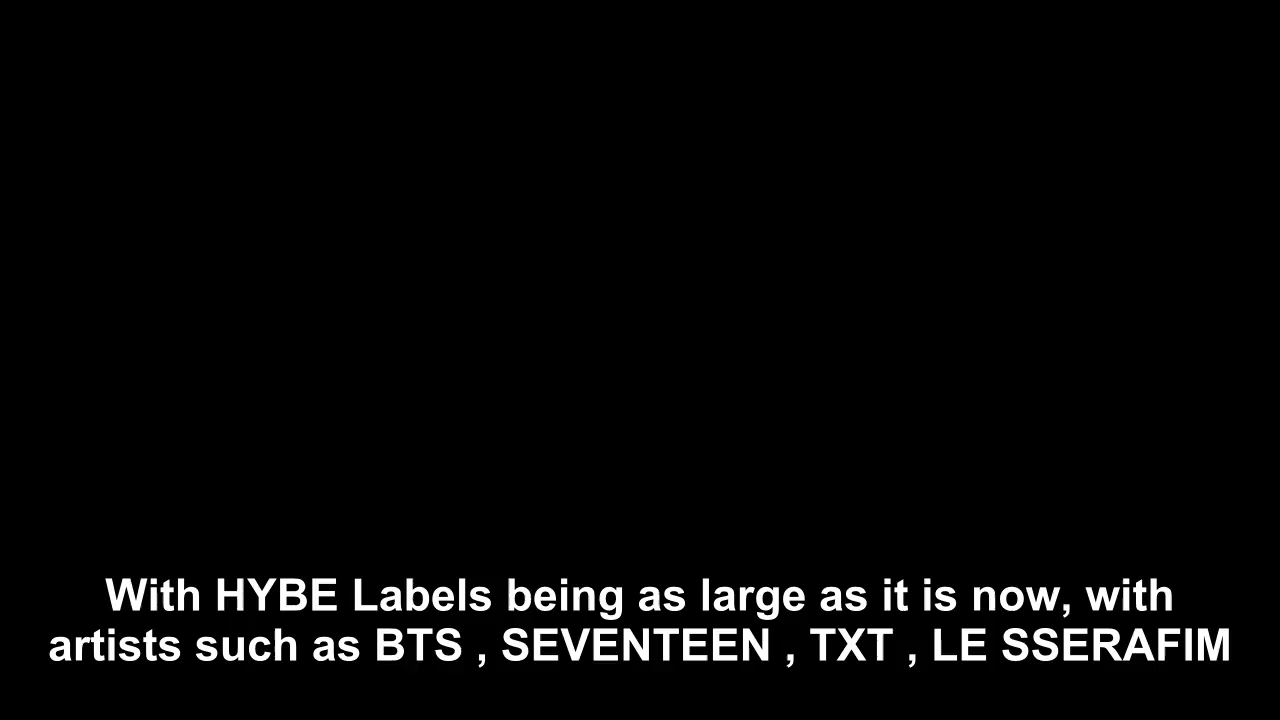 With HYBE Labels being as large as it is now, with
artists such as BTS , SEVENTEEN , TXT , LE SSERAFIM